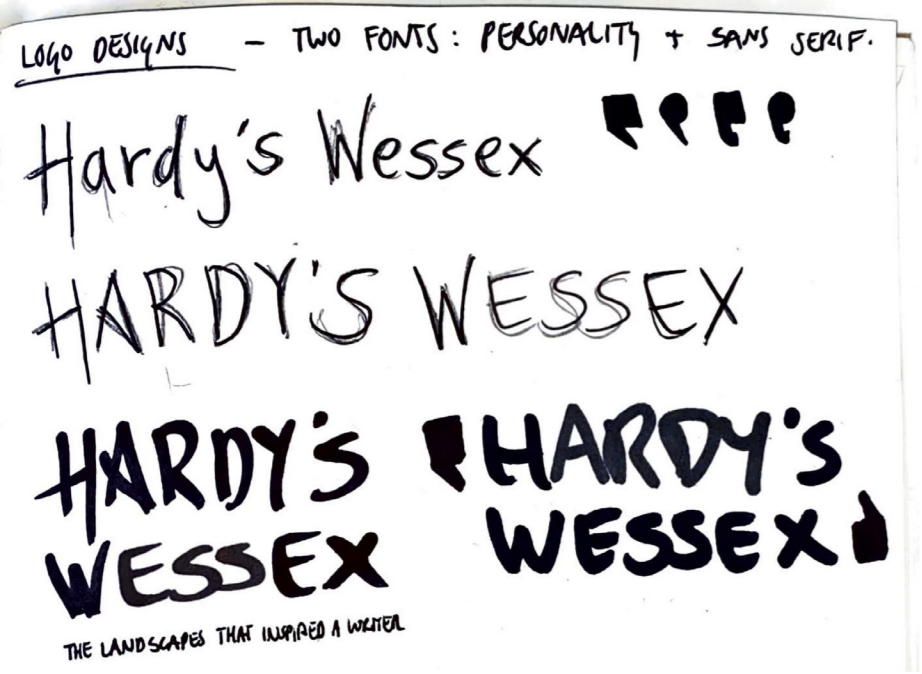 LOGO DESIGNS – TWO FONTS: PERSONALITY + SANS SERIF.
Hardy's Wessex
HARDY'S WESSEX
HARDY'S
WESSEX
THE LANDSCAPES THAT INSPIRED A WRITER
HARDY'S
WESSEX